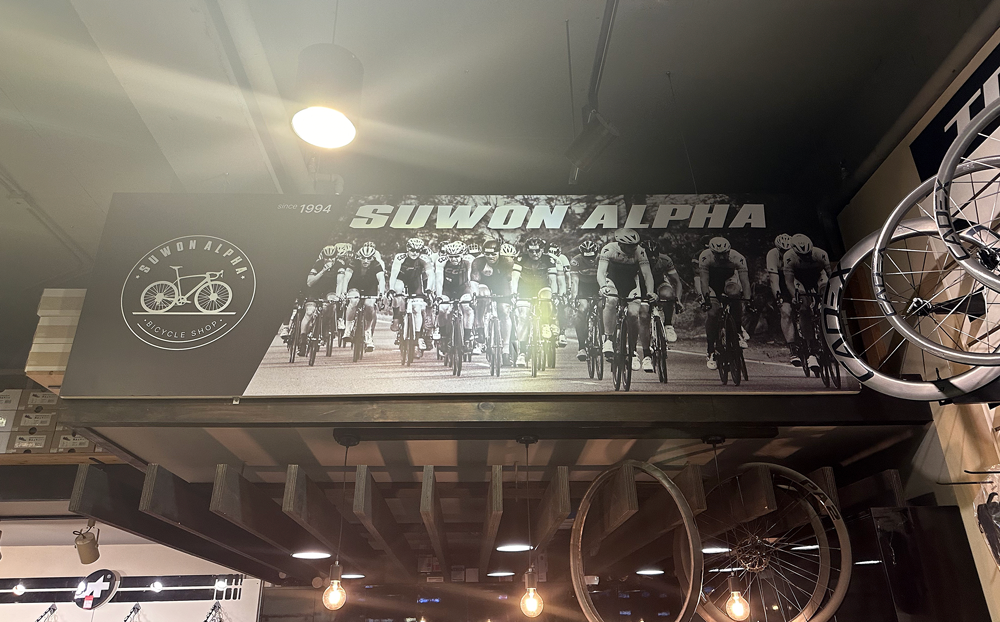 since 1994
SUWON ALPHA
SUWON ALPHA
BICYCLE SHOP